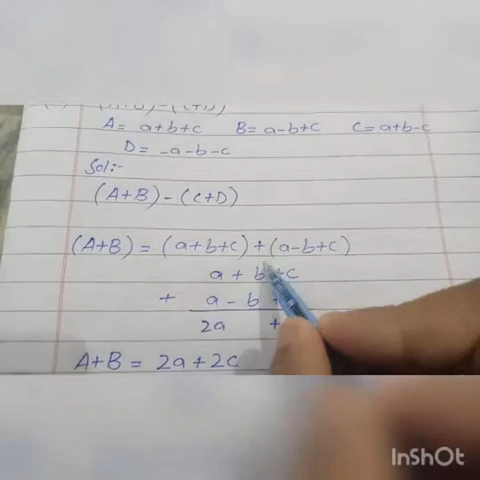 (A+B)-(C+D)
A= a+b+c B= a-b+c C= a+b-c
D= -a-b-c
Sol:-
(A+B)-(C+D)
(A+B) = (a+b+c)+(a-b+c)
a + b +c
+ a - b +
2a +
A+B = 2a+2c
InShOt